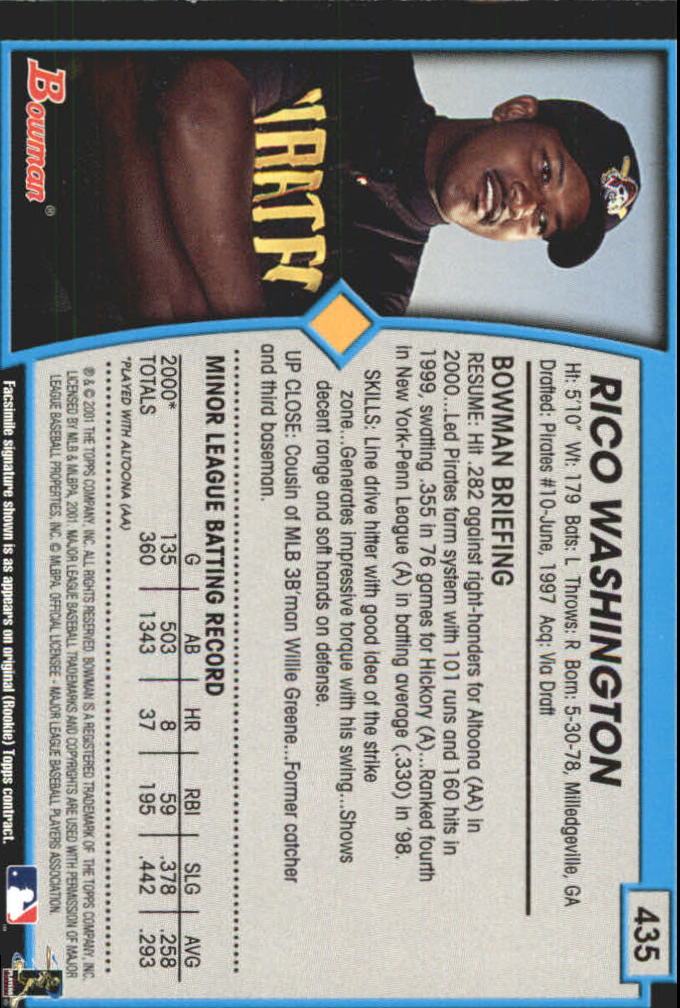 435
RICO WASHINGTON
Ht: 5'10" Wt: 179 Bats: L Throws: R Born: 5-30-78, Milledgeville, GA
Drafted: Pirates #10-June, 1997 Acq: Via Draft
BOWMAN BRIEFING
RESUME: Hit .282 against right-handers for Altoona (AA) in
2000...Led Pirates farm system with 101 runs and 160 hits in
1999, swatting .355 in 76 games for Hickory (A)...Ranked fourth
in New York-Penn League (A) in batting average (.330) in '98.
SKILLS: Line drive hitter with good idea of the strike
zone...Generates impressive torque with his swing...Shows
decent range and soft hands on defense.
UP CLOSE: Cousin of MLB 3B'man Willie Greene...Former catcher
and third baseman.
MINOR LEAGUE BATTING RECORD
G AB HR RBI SLG AVG
2000* 135 503 8 59 .378 .258
TOTALS 360 1343 37 195 .442 .293
*PLAYED WITH ALTOONA (AA)
® & © 2001 THE TOPPS COMPANY, INC. ALL RIGHTS RESERVED. BOWMAN IS A REGISTERED TRADEMARK OF THE TOPPS COMPANY, INC.
LICENSED BY MLB & MLBPA, 2001. MAJOR LEAGUE BASEBALL TRADEMARKS AND COPYRIGHTS ARE USED WITH PERMISSION OF MAJOR
LEAGUE BASEBALL PROPERTIES, INC. © MLBPA. OFFICIAL LICENSEE - MAJOR LEAGUE BASEBALL PLAYERS ASSOCIATION.
Facsimile signature shown is as appears on original (Rookie) Topps contract.
PIRATE
Bowman®
PLAYERS